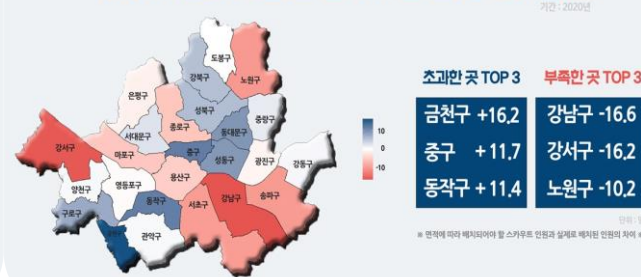 기간 : 2020년
도봉구
강북구
노원구
은평구
성북구
중랑구
종로구
서대문구
동대문구
강서구
마포구
중구
성동구
광진구
강동구
용산구
양천구
영등포구
동작구
강남구
송파구
서초구
구로구
관악구
10
0
-10
초과한 곳 TOP 3
부족한 곳 TOP 3
금천구 +16.2
강남구 -16.6
중구 +11.7
강서구 -16.2
동작구 +11.4
노원구 -10.2
※ 면적에 따라 배치되어야 할 스카우트 인원과 실제로 배치된 인원의 차이 ※